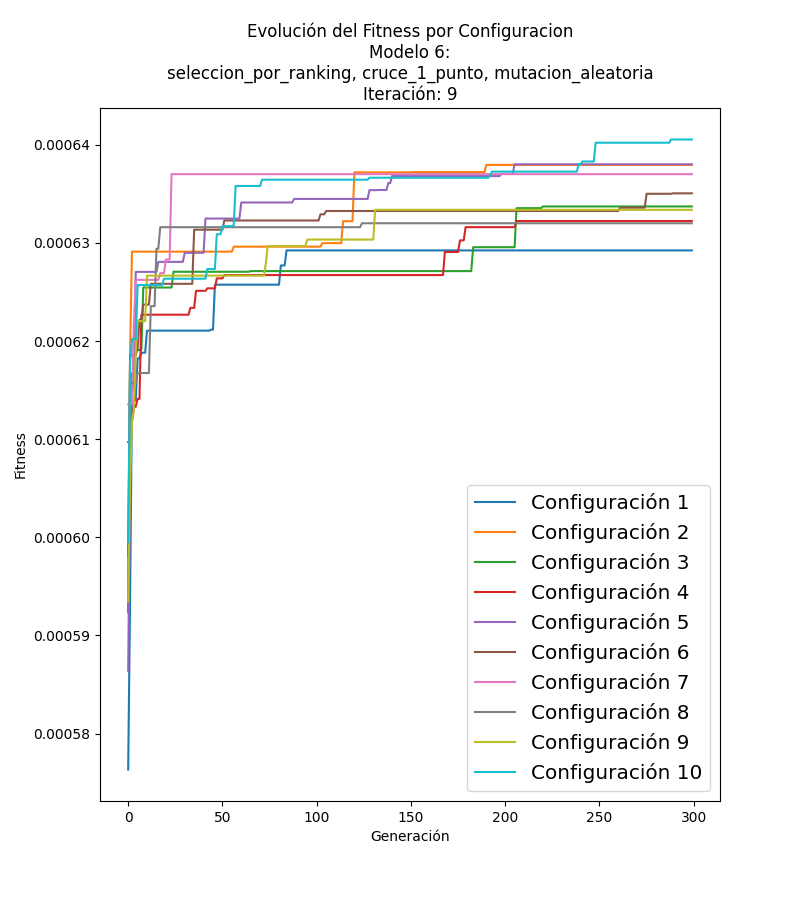 Evolución del Fitness por Configuracion
Modelo 6:
seleccion_por_ranking, cruce_1_punto, mutacion_aleatoria
Iteración: 9
0.00064
0.00063
0.00062
0.00061
0.00060
0.00059
0.00058
Fitness
0 50 100 150 200 250 300
Generación
Configuración 1
Configuración 2
Configuración 3
Configuración 4
Configuración 5
Configuración 6
Configuración 7
Configuración 8
Configuración 9
Configuración 10